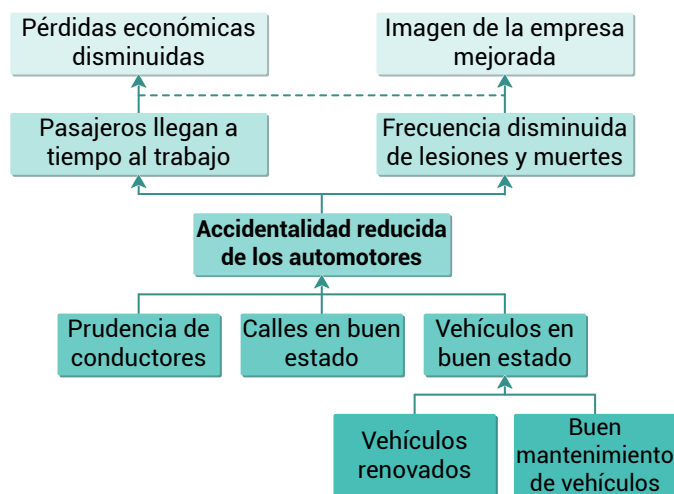 Pérdidas económicas
disminuidas
Imagen de la empresa
mejorada
Pasajeros llegan a
tiempo al trabajo
Frecuencia disminuida
de lesiones y muertes
Accidentalidad reducida
de los automotores
Prudencia de
conductores
Calles en buen
estado
Vehículos en
buen estado
Vehículos
renovados
Buen
mantenimiento
de vehículos